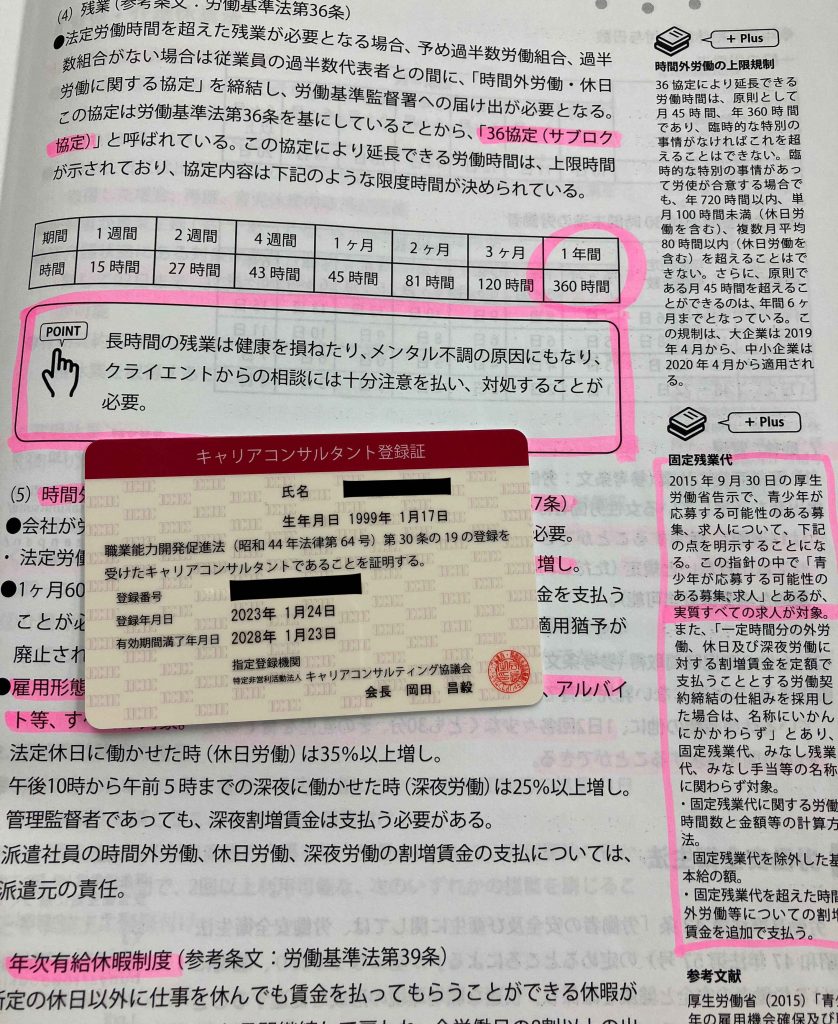 (4) 残業(参考条文：労働基準法第36条)
●法定労働時間を超えた残業が必要となる場合、予め過半数労働組合、過半
数組合がない場合は従業員の過半数代表者との間に、「時間外労働・休日
労働に関する協定」を締結し、労働基準監督署への届け出が必要となる。
この協定は労働基準法第36条を基にしていることから、「36協定(サブロク
協定)」と呼ばれている。この協定により延長できる労働時間は、上限時間
が示されており、協定内容は下記のような限度時間が決められている。
期間 1週間 2週間 4週間 1ヶ月 2ヶ月 3ヶ月 1年間
時間 15時間 27時間 43時間 45時間 81時間 120時間 360時間
POINT
長時間の残業は健康を損ねたり、メンタル不調の原因にもなり、
クライエントからの相談には十分注意を払い、対処することが
必要。
(5) 時間外
7条)
●会社が労
必要。
・法定労働
増し。
●1ヶ月60
金を支払う
ことが必
適用猶予が
廃止され
●雇用形態
、アルバイ
ト等、すべ
法定休日に働かせた時(休日労働)は35%以上増し。
午後10時から午前5時までの深夜に働かせた時(深夜労働)は25%以上増し。
管理監督者であっても、深夜割増賃金は支払う必要がある。
派遣社員の時間外労働、休日労働、深夜労働の割増賃金の支払については、
派遣元の責任。
年次有給休暇制度(参考条文：労働基準法第39条)
所定の休日以外に仕事を休んでも賃金を払ってもらうことができる休暇が
キャリアコンサルタント登録証
氏名
生年月日 1999年 1月17日
職業能力開発促進法（昭和44年法律第64号）第30条の19の登録を
受けたキャリアコンサルタントであることを証明する。
登録番号
登録年月日 2023年 1月24日
有効期間満了年月日 2028年 1月23日
指定登録機関
特定非営利活動法人 キャリアコンサルティング協議会
会長 岡田 昌毅
+ Plus
時間外労働の上限規制
36協定により延長できる
労働時間は、原則として
月45時間、年360時間
であり、臨時的な特別の
事情がなければこれを超
えることはできない。臨
時的な特別の事情があっ
て労使が合意する場合で
も、年720時間以内、単
月100時間未満（休日労
働を含む）、複数月平均
80時間以内（休日労働を
含む）を超えることはで
きない。さらに、原則で
ある月45時間を超えるこ
とができるのは、年間6ヶ
月までとなっている。こ
の規制は、大企業は2019
年4月から、中小企業は
2020年4月から適用され
る。
+ Plus
固定残業代
2015年9月30日の厚生
労働省告示で、青少年が
応募する可能性のある募
集、求人について、下記
の点を明示することにな
る。この指針の中で「青
少年が応募する可能性の
ある募集、求人」とあるが、
実質すべての求人が対象。
また、「一定時間分の外労
働、休日及び深夜労働に
対する割増賃金を定額で
支払うこととする労働契
約締結の仕組みを採用し
た場合は、名称にいかん
にかかわらず」とあり、
固定残業代、みなし残業
代、みなし手当等の名称
に関わらず対象。
・固定残業代に関する労働
時間数と金額等の計算方
法。
・固定残業代を除外した基
本給の額。
・固定残業代を超えた時間
外労働等についての割増
賃金を追加で支払う。
参考文献
厚生労働省（2015）「青少
年の雇用機会確保及び